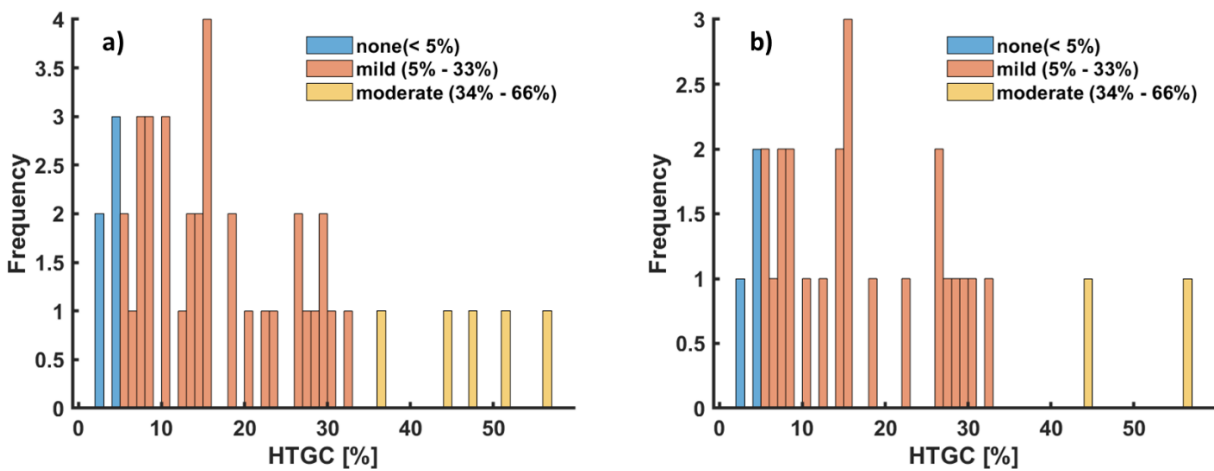 a)
none(< 5%)
mild (5% - 33%)
moderate (34% - 66%)
Frequency
4
3.5
3
2.5
2
1.5
1
0.5
0
0 10 20 30 40 50
HTGC [%]
b)
none(< 5%)
mild (5% - 33%)
moderate (34% - 66%)
Frequency
3
2.5
2
1.5
1
0.5
0
0 10 20 30 40 50
HTGC [%]